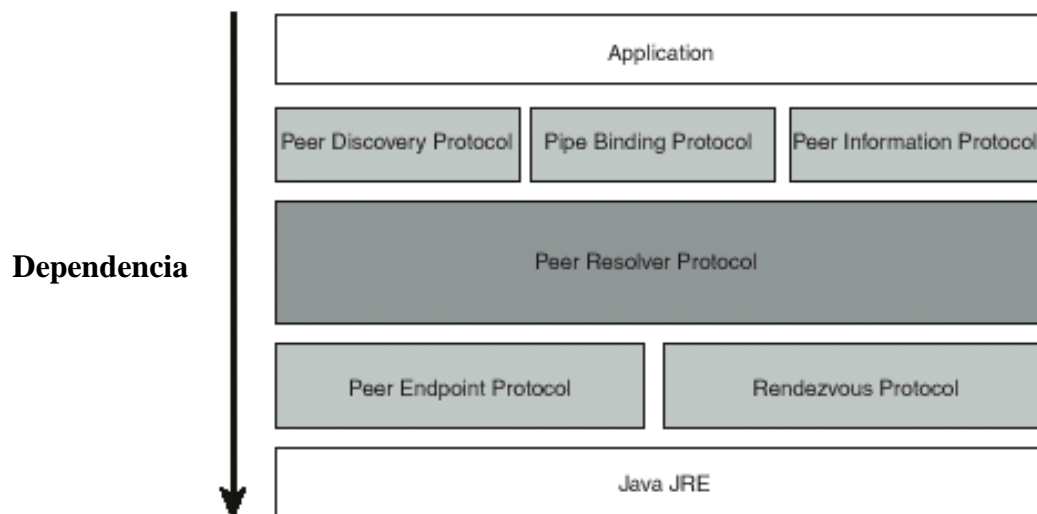 Application
Peer Discovery Protocol
Pipe Binding Protocol
Peer Information Protocol
Dependencia
Peer Resolver Protocol
Peer Endpoint Protocol
Rendezvous Protocol
Java JRE